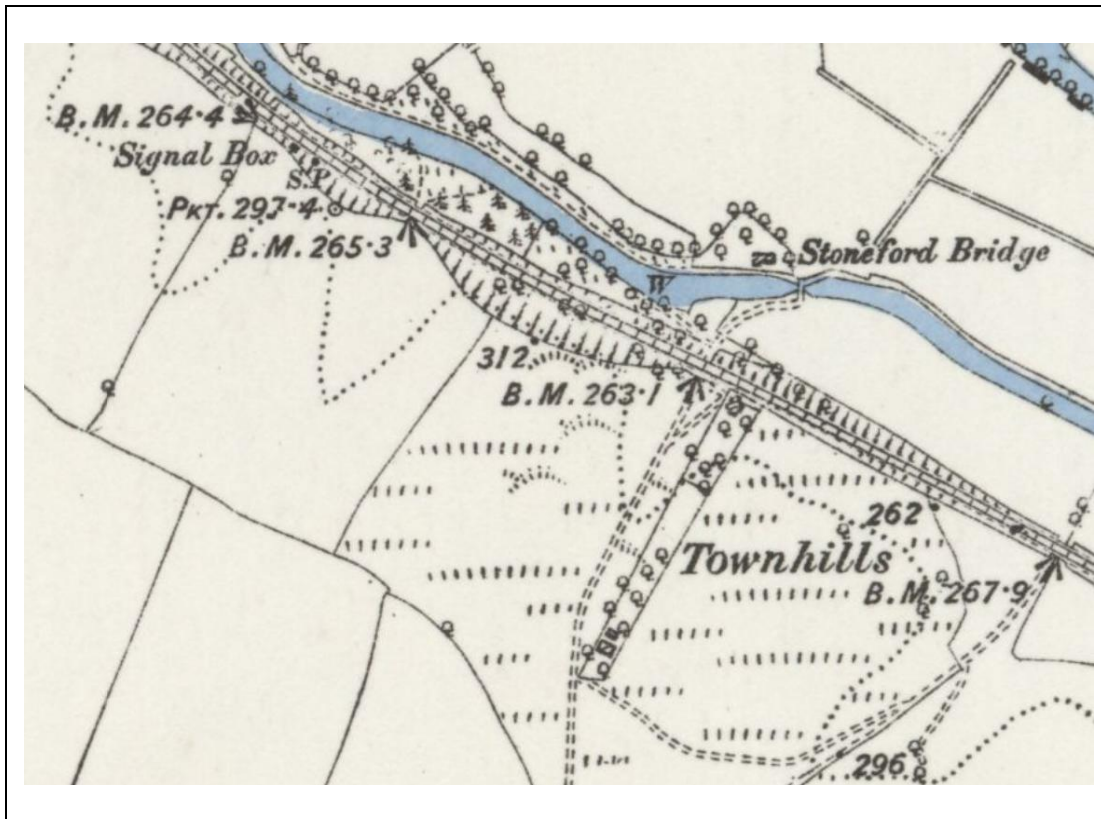 B.M. 264·4
Signal Box
S.P.
PKT. 297·4
B.M. 265·3
Stoneford Bridge
W
312
B.M. 263·1
262
Townhills
B.M. 267·9
296